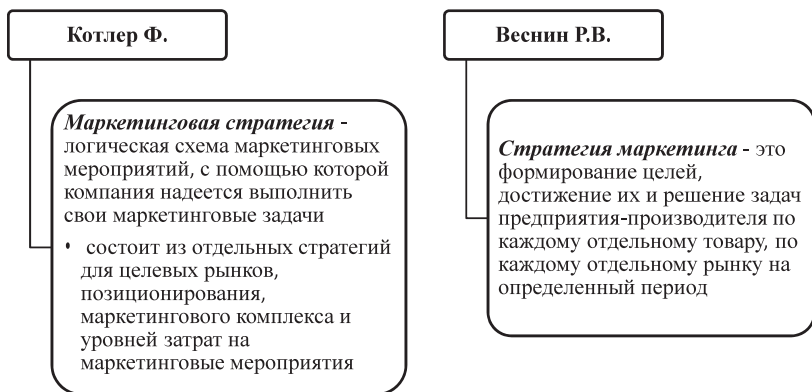 Котлер Ф.
Маркетинговая стратегия -
логическая схема маркетинговых
мероприятий, с помощью которой
компания надеется выполнить
свои маркетинговые задачи
• состоит из отдельных стратегий
для целевых рынков,
позиционирования,
маркетингового комплекса и
уровней затрат на
маркетинговые мероприятия
Веснин Р.В.
Стратегия маркетинга - это
формирование целей,
достижение их и решение задач
предприятия-производителя по
каждому отдельному товару, по
каждому отдельному рынку на
определенный период